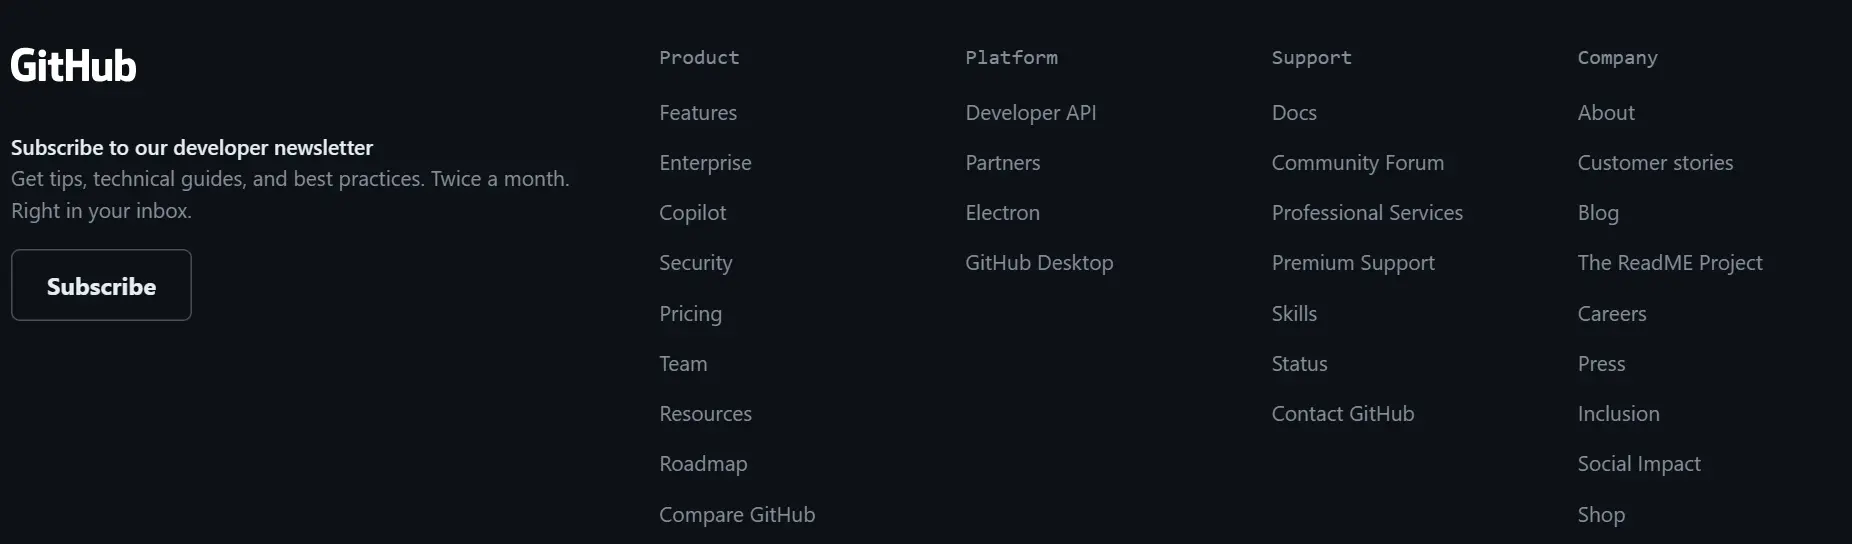 GitHub
Subscribe to our developer newsletter
Get tips, technical guides, and best practices. Twice a month.
Right in your inbox.
Subscribe
Product
Features
Enterprise
Copilot
Security
Pricing
Team
Resources
Roadmap
Compare GitHub
Platform
Developer API
Partners
Electron
GitHub Desktop
Support
Docs
Community Forum
Professional Services
Premium Support
Skills
Status
Contact GitHub
Company
About
Customer stories
Blog
The ReadME Project
Careers
Press
Inclusion
Social Impact
Shop